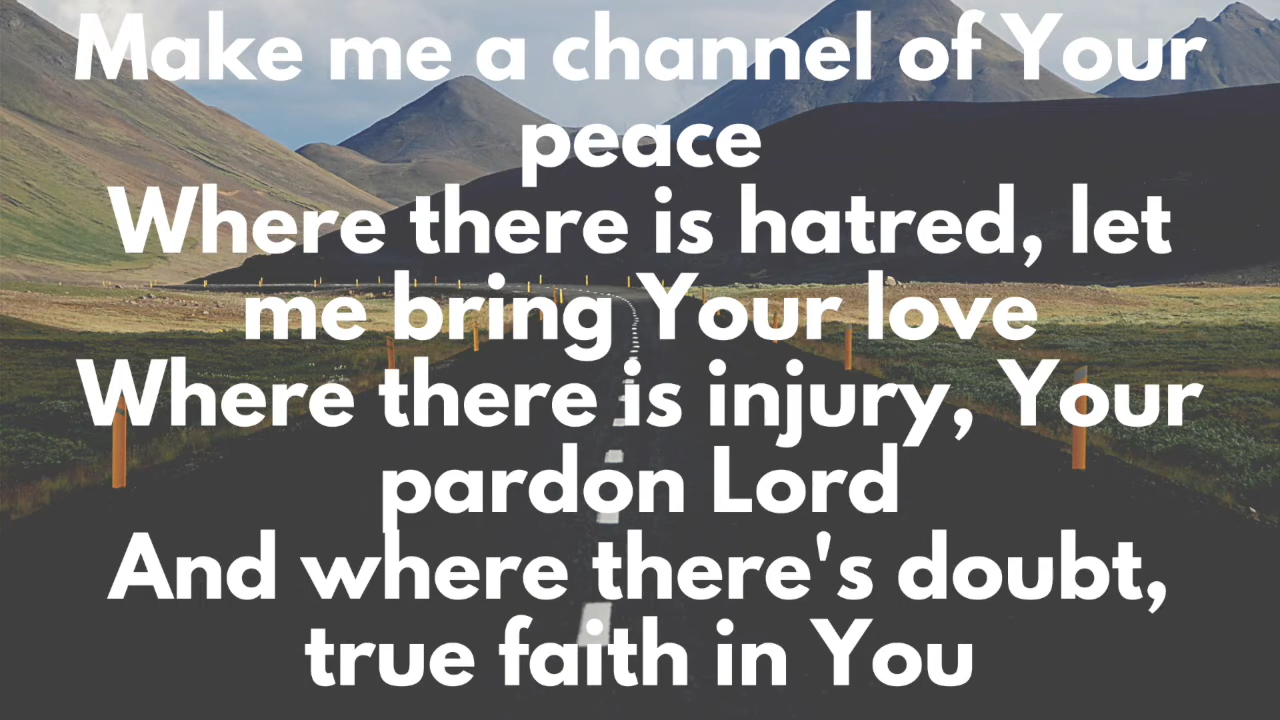 Make me a channel of Your
peace
Where there is hatred, let
me bring Your love
Where there is injury, Your
pardon Lord
And where there's doubt,
true faith in You